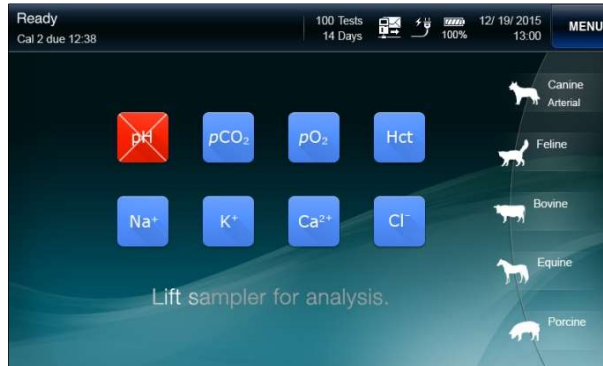 Ready
Cal 2 due 12:38
100 Tests
14 Days
100%
12/ 19/ 2015
13:00
MENU
pH
pCO₂
pO₂
Hct
Na⁺
K⁺
Ca²⁺
Cl⁻
Lift sampler for analysis.
Canine
Arterial
Feline
Bovine
Equine
Porcine